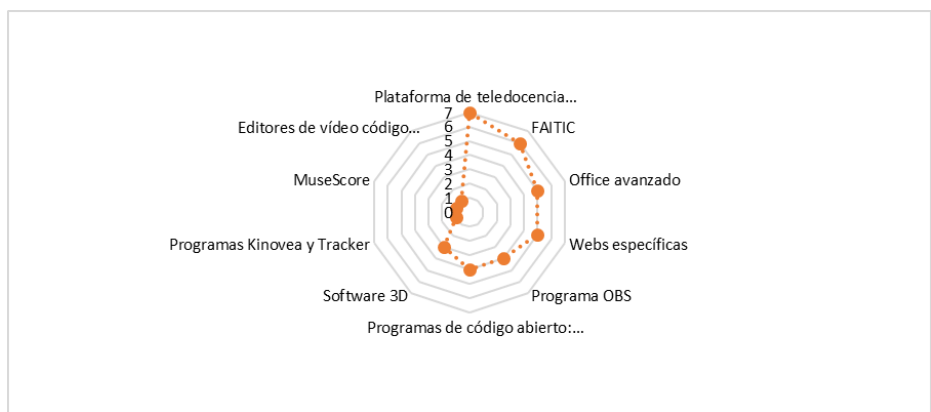 Plataforma de teledocencia...
FAITIC
Office avanzado
Webs específicas
Programa OBS
Programas de código abierto:...
Software 3D
Programas Kinovea y Tracker
MuseScore
Editores de vídeo código...
7
6
5
4
3
2
1
0